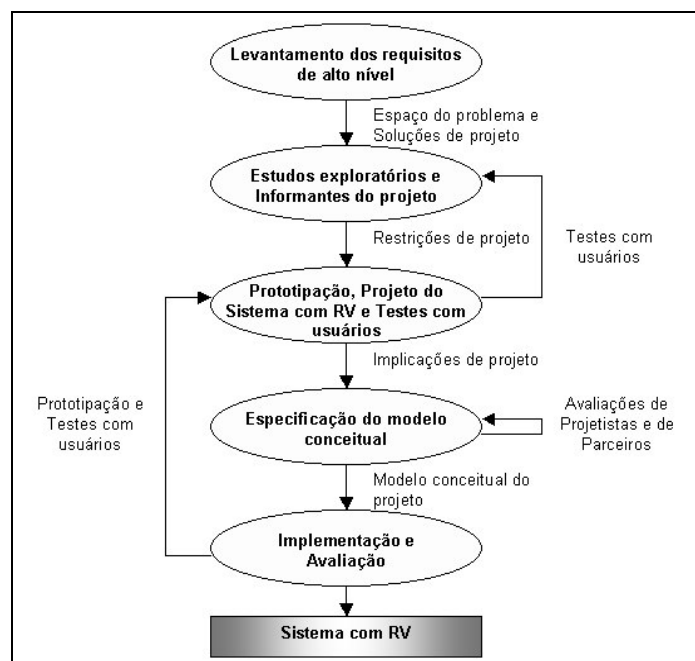 Levantamento dos requisitos
de alto nível
Espaço do problema e
Soluções de projeto
Estudos exploratórios e
Informantes do projeto
Restrições de projeto
Testes com
usuários
Prototipação, Projeto do
Sistema com RV e Testes com
usuários
Implicações de projeto
Prototipação e
Testes com
usuários
Especificação do modelo
conceitual
Avaliações de
Projetistas e de
Parceiros
Modelo conceitual do
projeto
Implementação e
Avaliação
Sistema com RV